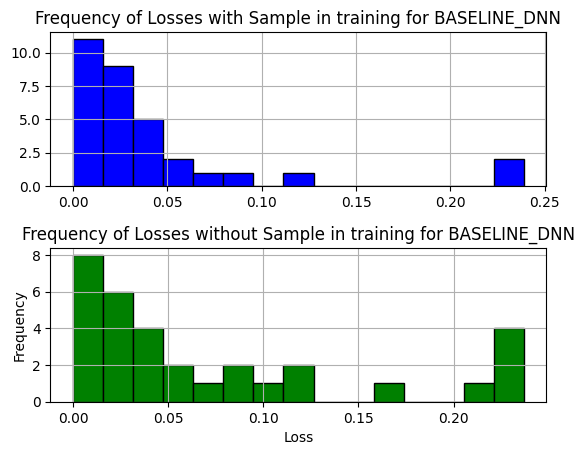 Frequency of Losses with Sample in training for BASELINE_DNN
10.0
7.5
5.0
2.5
0.0
0.00 0.05 0.10 0.15 0.20 0.25
Frequency of Losses without Sample in training for BASELINE_DNN
8
6
4
2
0
Frequency
0.00 0.05 0.10 0.15 0.20
Loss